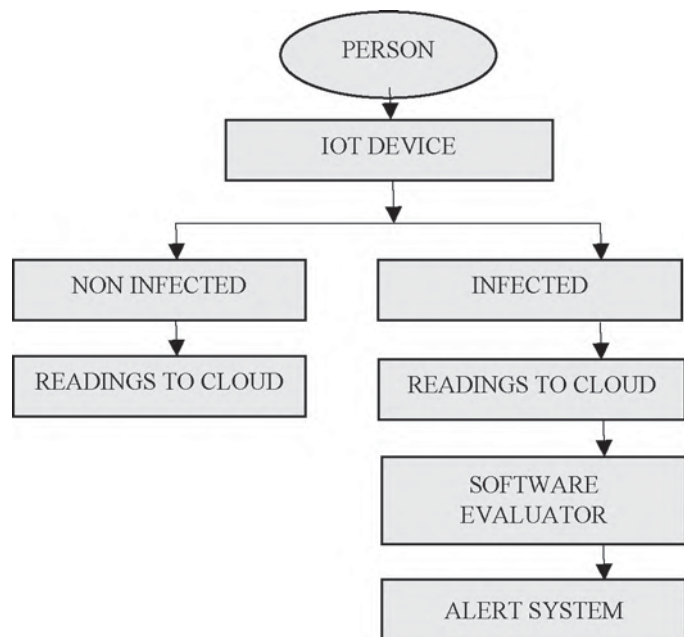 PERSON
IOT DEVICE
NON INFECTED
INFECTED
READINGS TO CLOUD
READINGS TO CLOUD
SOFTWARE
EVALUATOR
ALERT SYSTEM